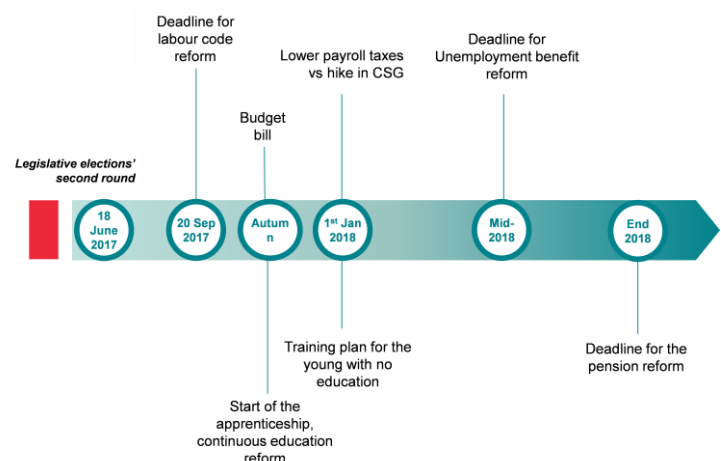 Deadline for
labour code
reform
Lower payroll taxes
vs hike in CSG
Deadline for
Unemployment benefit
reform
Budget
bill
Legislative elections'
second round
18
June
2017
20 Sep
2017
Autum
n
1st Jan
2018
Mid-
2018
End
2018
Training plan for the
young with no
education
Deadline for the
pension reform
Start of the
apprenticeship,
continuous education
reform